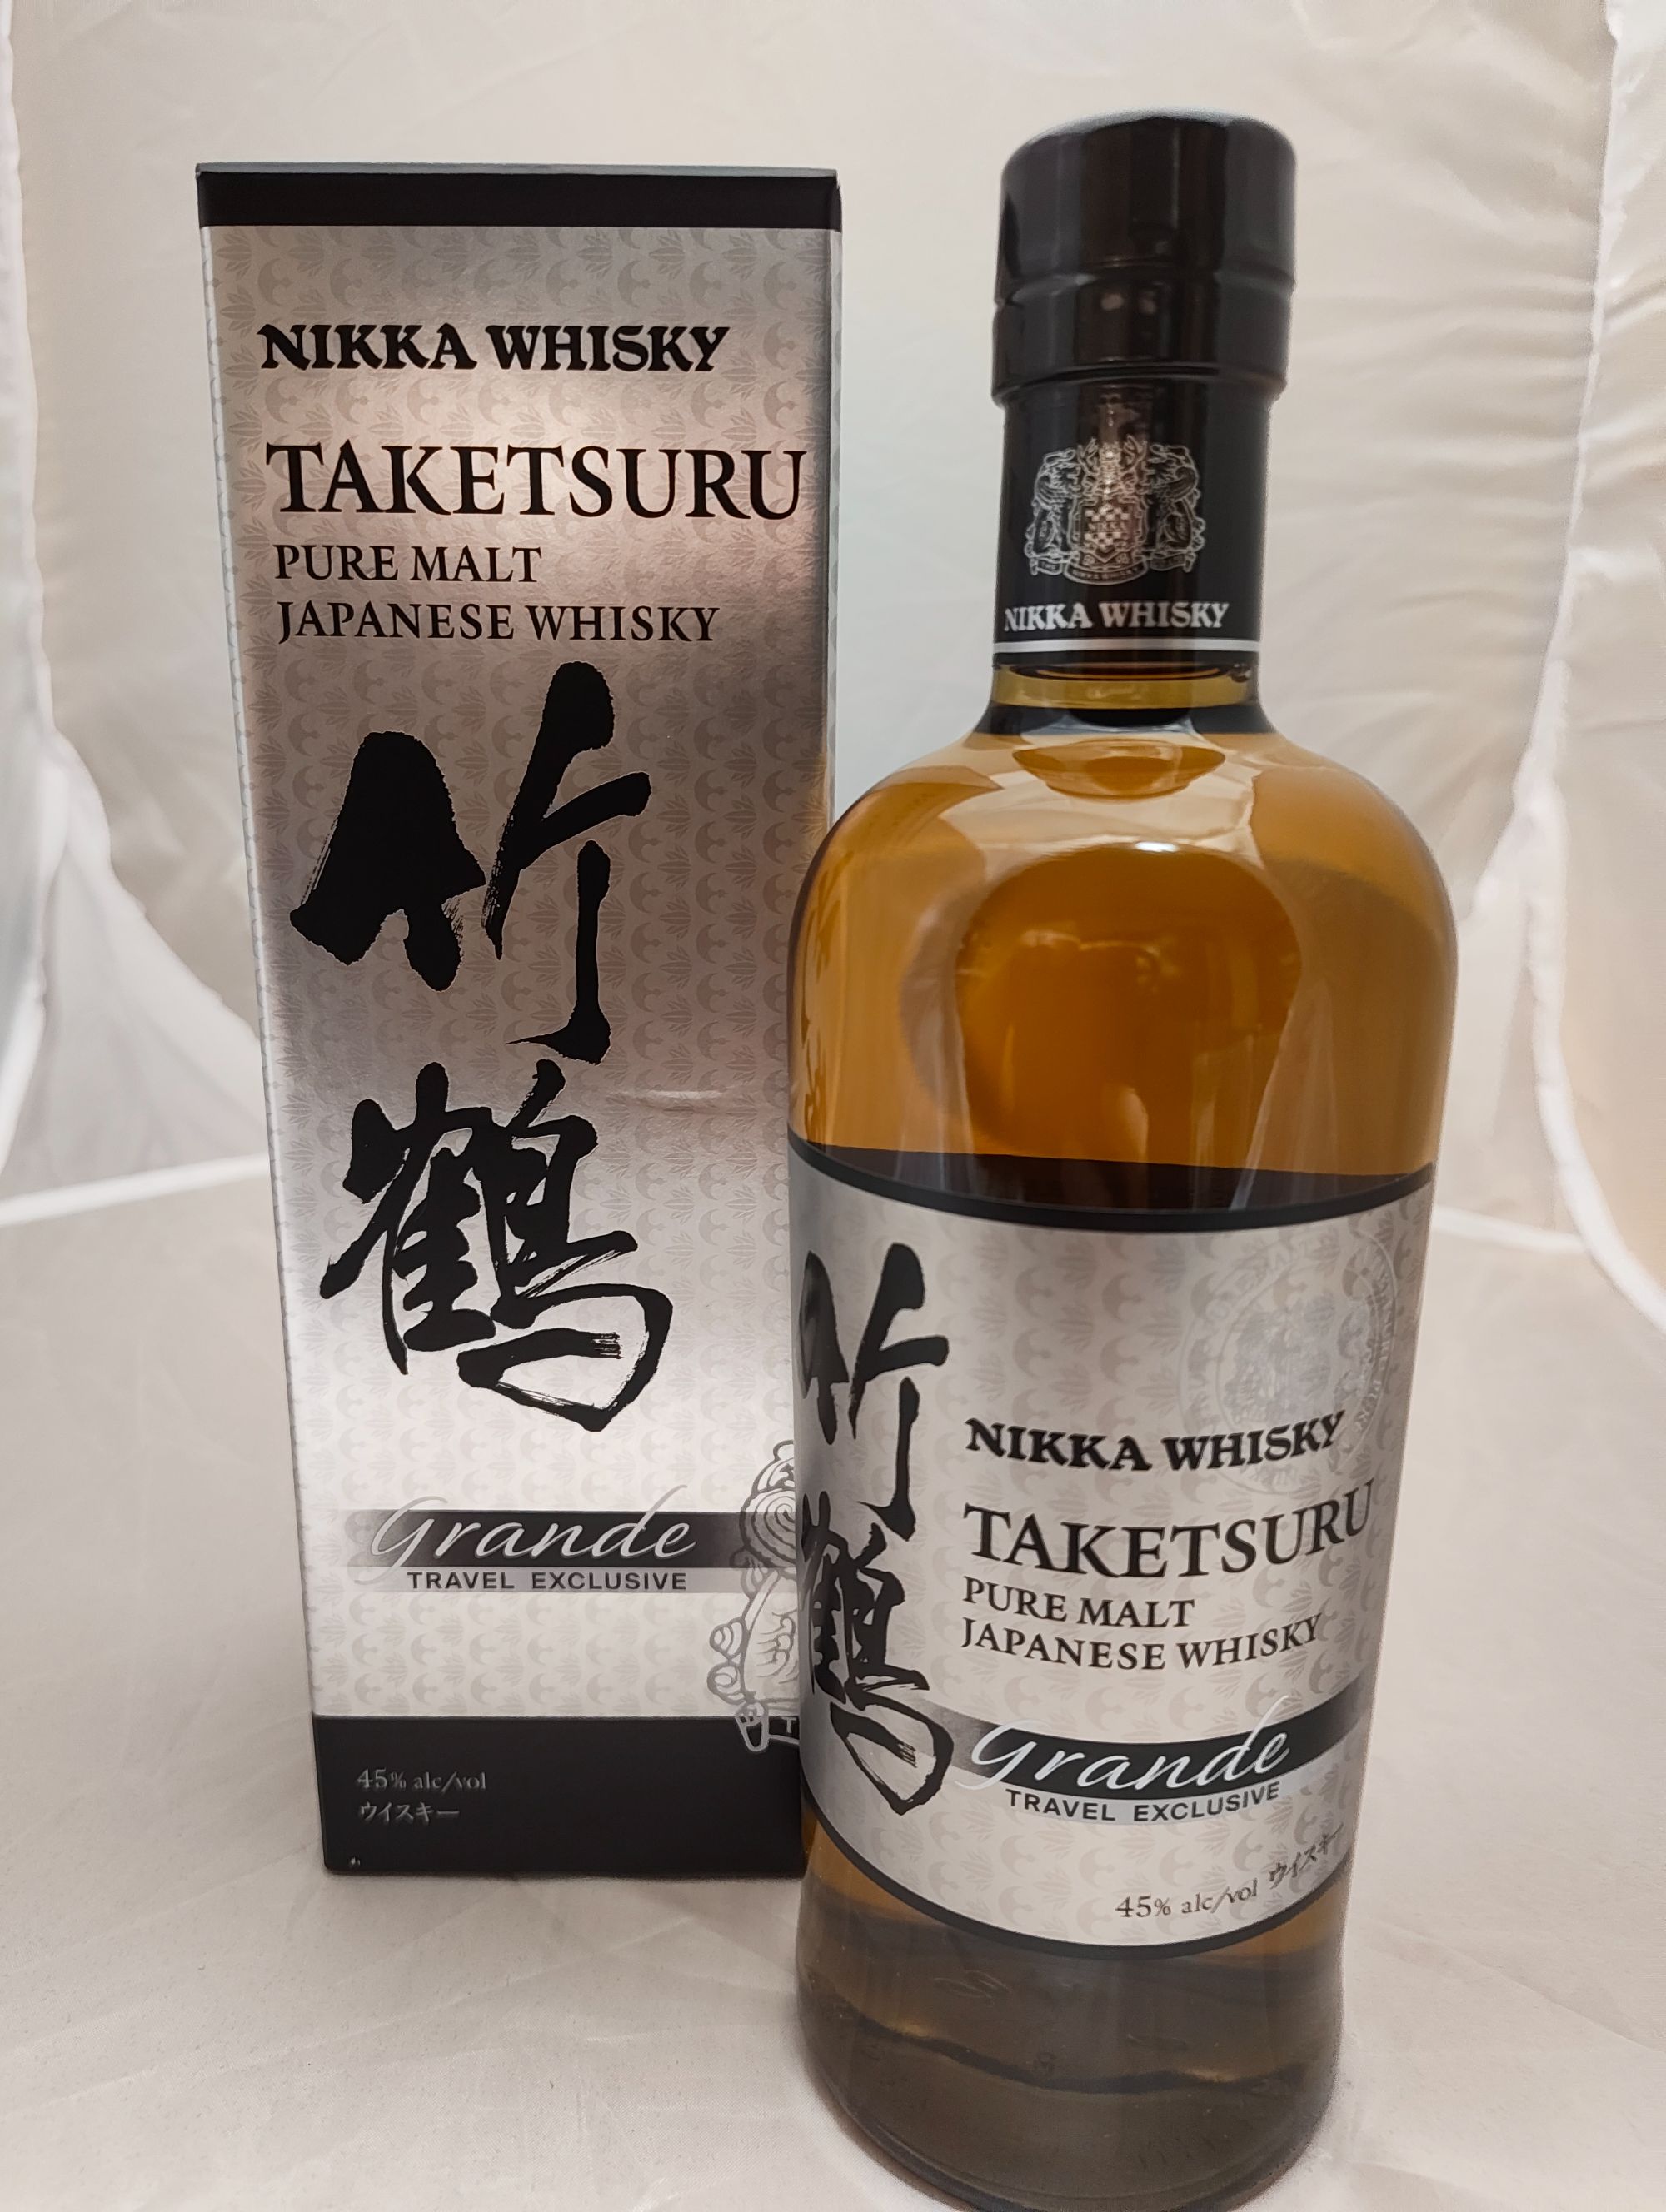 NIKKA WHISKY
TAKETSURU
PURE MALT
JAPANESE WHISKY
竹鶴
Grande
TRAVEL EXCLUSIVE
45% alc/vol
ウイスキー
NIKKA WHISKY
竹鶴
NIKKA WHISKY
TAKETSURU
PURE MALT
JAPANESE WHISKY
Grande
TRAVEL EXCLUSIVE
45% alc/vol ウイスキー